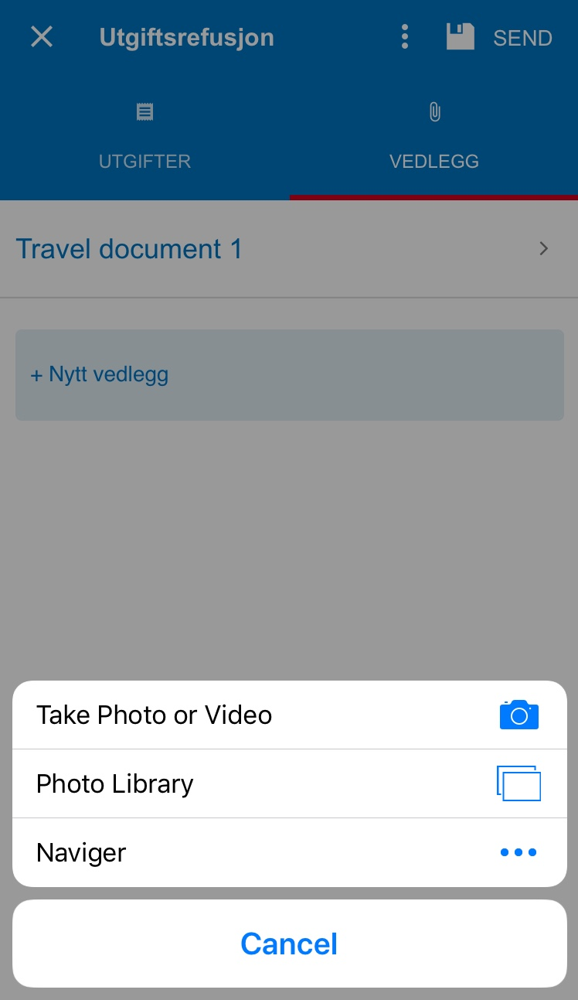 Utgiftsrefusjon
SEND
UTGIFTER
VEDLEGG
Travel document 1
+ Nytt vedlegg
Take Photo or Video
Photo Library
Naviger
Cancel